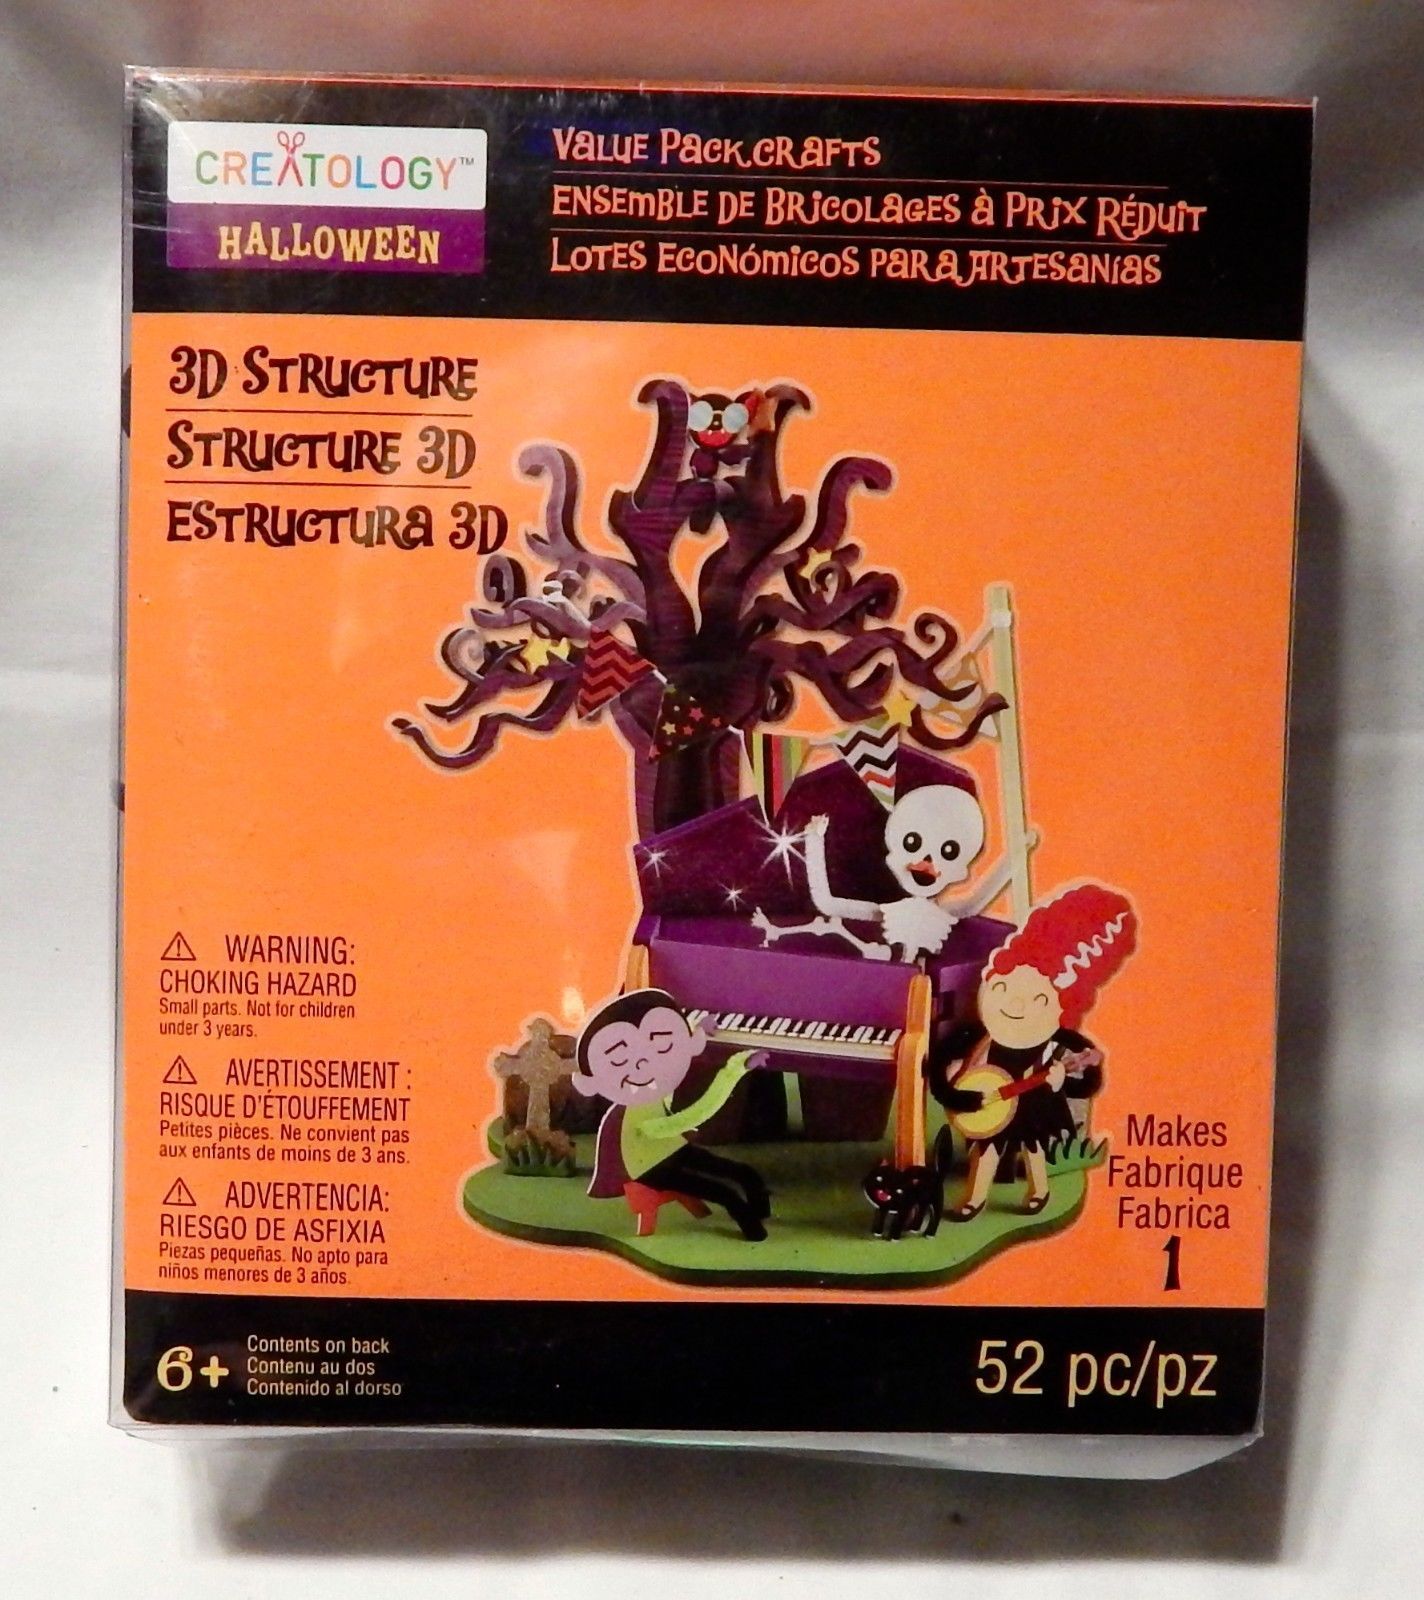 CREATOLOGY™
HALLOWEEN
VALUE PACK CRAFTS
ENSEMBLE DE BRICOLAGES À PRIX RÉDUIT
LOTES ECONÓMICOS PARA ARTESANÍAS
3D STRUCTURE
STRUCTURE 3D
ESTRUCTURA 3D
⚠ WARNING:
CHOKING HAZARD
Small parts. Not for children
under 3 years.
⚠ AVERTISSEMENT :
RISQUE D'ÉTOUFFEMENT
Petites pièces. Ne convient pas
aux enfants de moins de 3 ans.
⚠ ADVERTENCIA:
RIESGO DE ASFIXIA
Piezas pequeñas. No apto para
niños menores de 3 años.
Makes
Fabrique
Fabrica
1
6+
Contents on back
Contenu au dos
Contenido al dorso
52 pc/pz